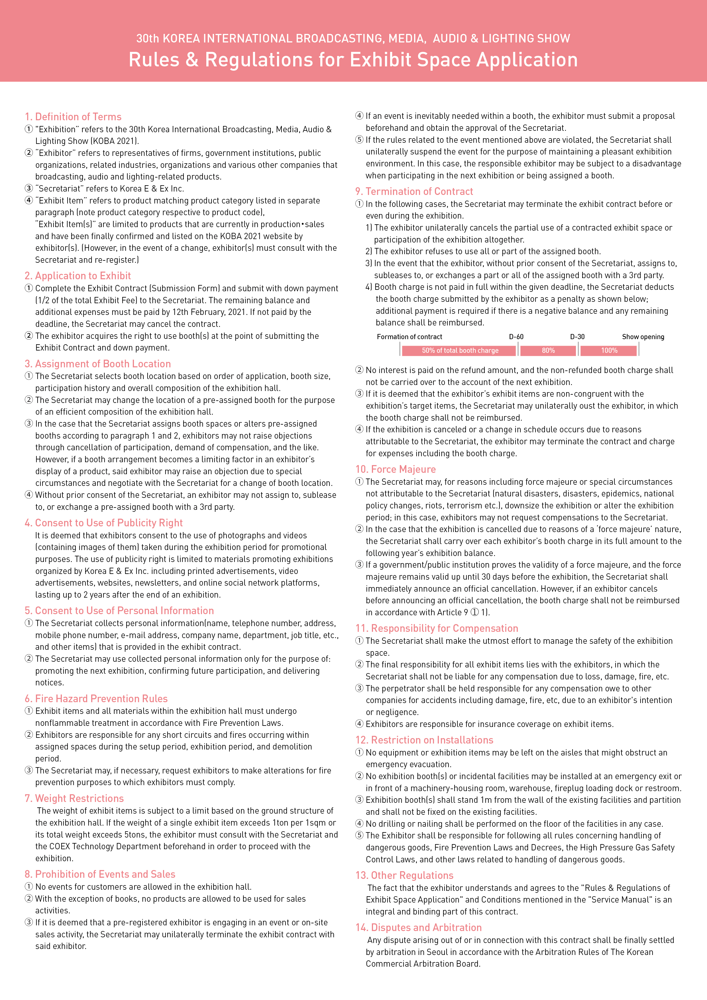 30th KOREA INTERNATIONAL BROADCASTING, MEDIA, AUDIO & LIGHTING SHOW
Rules & Regulations for Exhibit Space Application
1. Definition of Terms
① "Exhibition” refers to the 30th Korea International Broadcasting, Media, Audio &
Lighting Show (KOBA 2021).
② “Exhibitor” refers to representatives of firms, government institutions, public
organizations, related industries, organizations and various other companies that
broadcasting, audio and lighting-related products.
③ “Secretariat” refers to Korea E & Ex Inc.
④ “Exhibit Item” refers to product matching product category listed in separate
paragraph (note product category respective to product code),
“Exhibit Item(s)” are limited to products that are currently in production•sales
and have been finally confirmed and listed on the KOBA 2021 website by
exhibitor(s). (However, in the event of a change, exhibitor(s) must consult with the
Secretariat and re-register.)
2. Application to Exhibit
① Complete the Exhibit Contract (Submission Form) and submit with down payment
(1/2 of the total Exhibit Fee) to the Secretariat. The remaining balance and
additional expenses must be paid by 12th February, 2021. If not paid by the
deadline, the Secretariat may cancel the contract.
② The exhibitor acquires the right to use booth(s) at the point of submitting the
Exhibit Contract and down payment.
3. Assignment of Booth Location
① The Secretariat selects booth location based on order of application, booth size,
participation history and overall composition of the exhibition hall.
② The Secretariat may change the location of a pre-assigned booth for the purpose
of an efficient composition of the exhibition hall.
③ In the case that the Secretariat assigns booth spaces or alters pre-assigned
booths according to paragraph 1 and 2, exhibitors may not raise objections
through cancellation of participation, demand of compensation, and the like.
However, if a booth arrangement becomes a limiting factor in an exhibitor’s
display of a product, said exhibitor may raise an objection due to special
circumstances and negotiate with the Secretariat for a change of booth location.
④ Without prior consent of the Secretariat, an exhibitor may not assign to, sublease
to, or exchange a pre-assigned booth with a 3rd party.
4. Consent to Use of Publicity Right
It is deemed that exhibitors consent to the use of photographs and videos
(containing images of them) taken during the exhibition period for promotional
purposes. The use of publicity right is limited to materials promoting exhibitions
organized by Korea E & Ex Inc. including printed advertisements, video
advertisements, websites, newsletters, and online social network platforms,
lasting up to 2 years after the end of an exhibition.
5. Consent to Use of Personal Information
① The Secretariat collects personal information(name, telephone number, address,
mobile phone number, e-mail address, company name, department, job title, etc.,
and other items) that is provided in the exhibit contract.
② The Secretariat may use collected personal information only for the purpose of:
promoting the next exhibition, confirming future participation, and delivering
notices.
6. Fire Hazard Prevention Rules
① Exhibit items and all materials within the exhibition hall must undergo
nonflammable treatment in accordance with Fire Prevention Laws.
② Exhibitors are responsible for any short circuits and fires occurring within
assigned spaces during the setup period, exhibition period, and demolition
period.
③ The Secretariat may, if necessary, request exhibitors to make alterations for fire
prevention purposes to which exhibitors must comply.
7. Weight Restrictions
The weight of exhibit items is subject to a limit based on the ground structure of
the exhibition hall. If the weight of a single exhibit item exceeds 1ton per 1sqm or
its total weight exceeds 5tons, the exhibitor must consult with the Secretariat and
the COEX Technology Department beforehand in order to proceed with the
exhibition.
8. Prohibition of Events and Sales
① No events for customers are allowed in the exhibition hall.
② With the exception of books, no products are allowed to be used for sales
activities.
③ If it is deemed that a pre-registered exhibitor is engaging in an event or on-site
sales activity, the Secretariat may unilaterally terminate the exhibit contract with
said exhibitor.
④ If an event is inevitably needed within a booth, the exhibitor must submit a proposal
beforehand and obtain the approval of the Secretariat.
⑤ If the rules related to the event mentioned above are violated, the Secretariat shall
unilaterally suspend the event for the purpose of maintaining a pleasant exhibition
environment. In this case, the responsible exhibitor may be subject to a disadvantage
when participating in the next exhibition or being assigned a booth.
9. Termination of Contract
① In the following cases, the Secretariat may terminate the exhibit contract before or
even during the exhibition.
1) The exhibitor unilaterally cancels the partial use of a contracted exhibit space or
participation of the exhibition altogether.
2) The exhibitor refuses to use all or part of the assigned booth.
3) In the event that the exhibitor, without prior consent of the Secretariat, assigns to,
subleases to, or exchanges a part or all of the assigned booth with a 3rd party.
4) Booth charge is not paid in full within the given deadline, the Secretariat deducts
the booth charge submitted by the exhibitor as a penalty as shown below;
additional payment is required if there is a negative balance and any remaining
balance shall be reimbursed.
Formation of contract D-60 D-30 Show opening
50% of total booth charge 80% 100%
② No interest is paid on the refund amount, and the non-refunded booth charge shall
not be carried over to the account of the next exhibition.
③ If it is deemed that the exhibitor’s exhibit items are non-congruent with the
exhibition’s target items, the Secretariat may unilaterally oust the exhibitor, in which
the booth charge shall not be reimbursed.
④ If the exhibition is canceled or a change in schedule occurs due to reasons
attributable to the Secretariat, the exhibitor may terminate the contract and charge
for expenses including the booth charge.
10. Force Majeure
① The Secretariat may, for reasons including force majeure or special circumstances
not attributable to the Secretariat (natural disasters, disasters, epidemics, national
policy changes, riots, terrorism etc.), downsize the exhibition or alter the exhibition
period; in this case, exhibitors may not request compensations to the Secretariat.
② In the case that the exhibition is cancelled due to reasons of a ‘force majeure’ nature,
the Secretariat shall carry over each exhibitor’s booth charge in its full amount to the
following year’s exhibition balance.
③ If a government/public institution proves the validity of a force majeure, and the force
majeure remains valid up until 30 days before the exhibition, the Secretariat shall
immediately announce an official cancellation. However, if an exhibitor cancels
before announcing an official cancellation, the booth charge shall not be reimbursed
in accordance with Article 9 ① 1).
11. Responsibility for Compensation
① The Secretariat shall make the utmost effort to manage the safety of the exhibition
space.
② The final responsibility for all exhibit items lies with the exhibitors, in which the
Secretariat shall not be liable for any compensation due to loss, damage, fire, etc.
③ The perpetrator shall be held responsible for any compensation owe to other
companies for accidents including damage, fire, etc, due to an exhibitor's intention
or negligence.
④ Exhibitors are responsible for insurance coverage on exhibit items.
12. Restriction on Installations
① No equipment or exhibition items may be left on the aisles that might obstruct an
emergency evacuation.
② No exhibition booth(s) or incidental facilities may be installed at an emergency exit or
in front of a machinery-housing room, warehouse, fireplug loading dock or restroom.
③ Exhibition booth(s) shall stand 1m from the wall of the existing facilities and partition
and shall not be fixed on the existing facilities.
④ No drilling or nailing shall be performed on the floor of the facilities in any case.
⑤ The Exhibitor shall be responsible for following all rules concerning handling of
dangerous goods, Fire Prevention Laws and Decrees, the High Pressure Gas Safety
Control Laws, and other laws related to handling of dangerous goods.
13. Other Regulations
The fact that the exhibitor understands and agrees to the "Rules & Regulations of
Exhibit Space Application" and Conditions mentioned in the "Service Manual" is an
integral and binding part of this contract.
14. Disputes and Arbitration
Any dispute arising out of or in connection with this contract shall be finally settled
by arbitration in Seoul in accordance with the Arbitration Rules of The Korean
Commercial Arbitration Board.